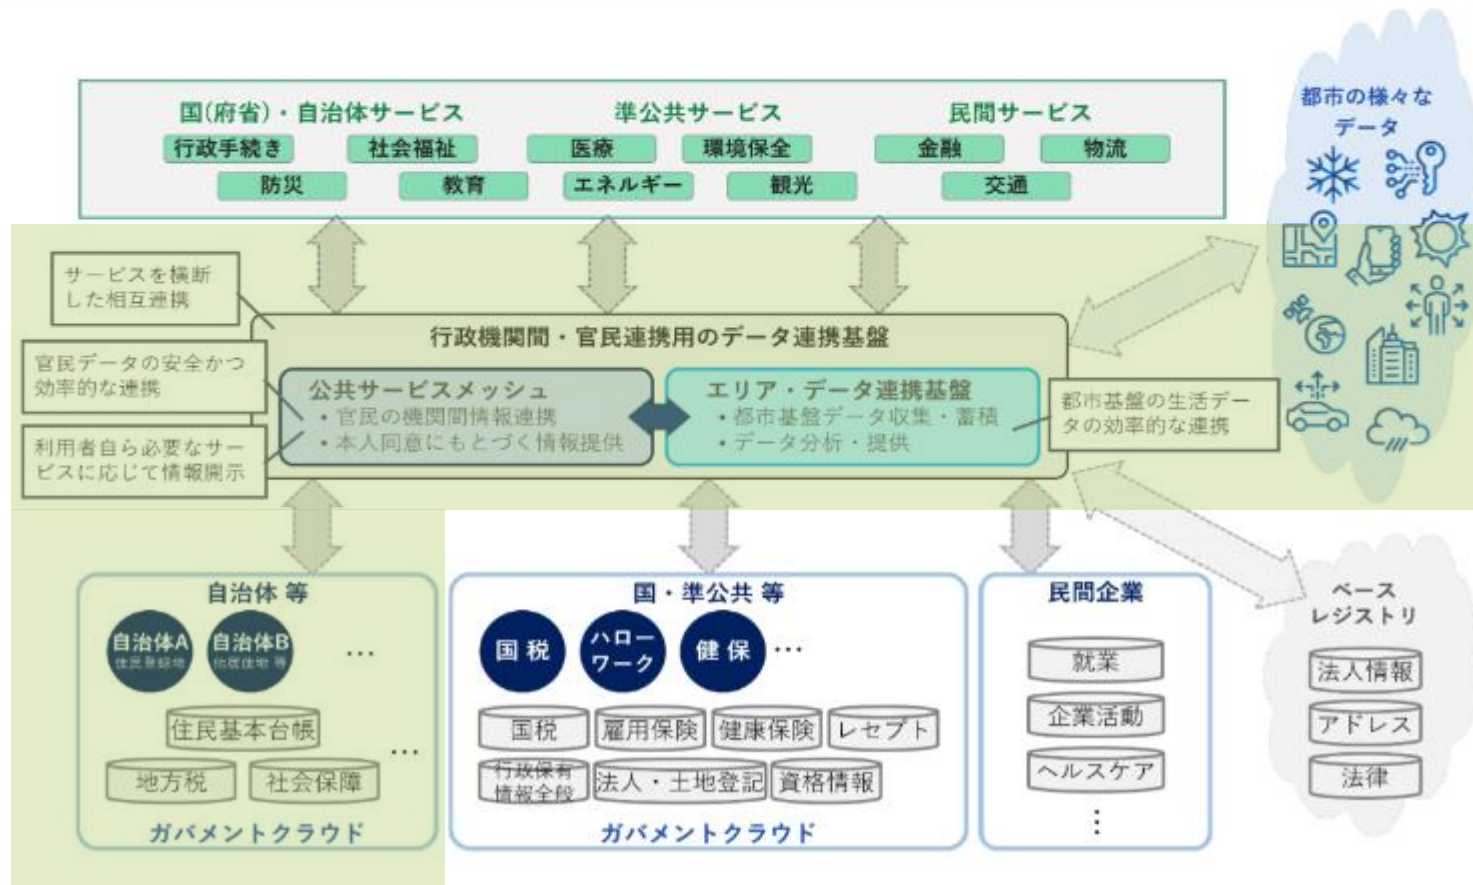 国(府省)・自治体サービス
準公共サービス
民間サービス
行政手続き
社会福祉
医療
環境保全
金融
物流
防災
教育
エネルギー
観光
交通
都市の様々な
データ
サービスを横断
した相互連携
官民データの安全かつ
効率的な連携
利用者自ら必要なサー
ビスに応じて情報開示
行政機関間・官民連携用のデータ連携基盤
公共サービスメッシュ
・官民の機関間情報連携
・本人同意にもとづく情報提供
エリア・データ連携基盤
・都市基盤データ収集・蓄積
・データ分析・提供
都市基盤の生活デー
タの効率的な連携
自治体 等
自治体A
住民登録地
自治体B
等
…
住民基本台帳
地方税
社会保障
…
ガバメントクラウド
国・準公共 等
国税
ハロー
ワーク
健保
…
国税
雇用保険
健康保険
レセプト
行政保有
情報全段
法人・土地登記
資格情報
ガバメントクラウド
民間企業
就業
企業活動
ヘルスケア
⋮
ベース
レジストリ
法人情報
アドレス
法律